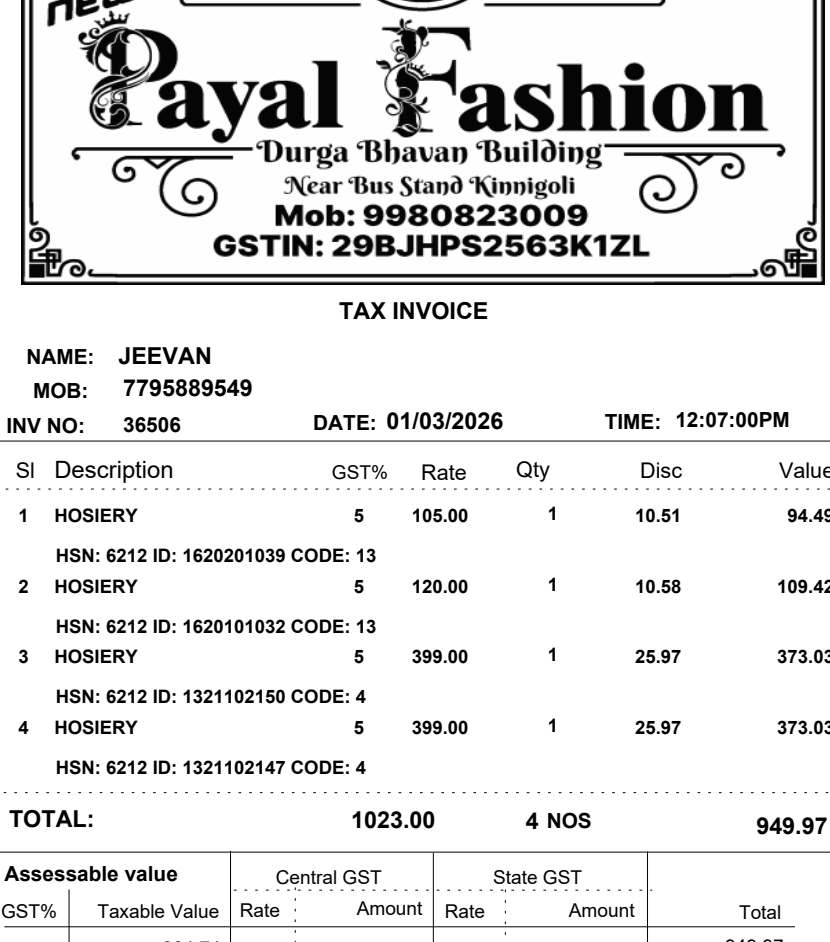 new
Payal Fashion
Durga Bhavan Building
Near Bus Stand Kinnigoli
Mob: 9980823009
GSTIN: 29BJHPS2563K1ZL
TAX INVOICE
NAME: JEEVAN
MOB: 7795889549
INV NO: 36506 DATE: 01/03/2026 TIME: 12:07:00PM
Sl Description GST% Rate Qty Disc Value
1 HOSIERY 5 105.00 1 10.51 94.49
HSN: 6212 ID: 1620201039 CODE: 13
2 HOSIERY 5 120.00 1 10.58 109.42
HSN: 6212 ID: 1620101032 CODE: 13
3 HOSIERY 5 399.00 1 25.97 373.03
HSN: 6212 ID: 1321102150 CODE: 4
4 HOSIERY 5 399.00 1 25.97 373.03
HSN: 6212 ID: 1321102147 CODE: 4
TOTAL: 1023.00 4 NOS 949.97
Assessable value Central GST State GST
GST% Taxable Value Rate Amount Rate Amount Total